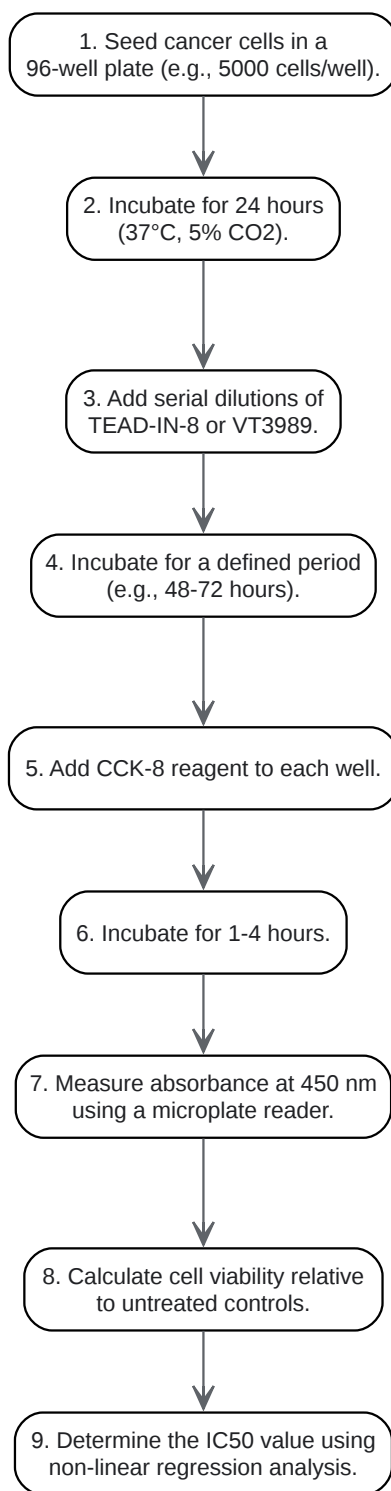 1. Seed cancer cells in a
96-well plate (e.g., 5000 cells/well).
2. Incubate for 24 hours
(37°C, 5% CO2).
3. Add serial dilutions of
TEAD-IN-8 or VT3989.
4. Incubate for a defined period
(e.g., 48-72 hours).
5. Add CCK-8 reagent to each well.
6. Incubate for 1-4 hours.
7. Measure absorbance at 450 nm
using a microplate reader.
8. Calculate cell viability relative
to untreated controls.
9. Determine the IC50 value using
non-linear regression analysis.